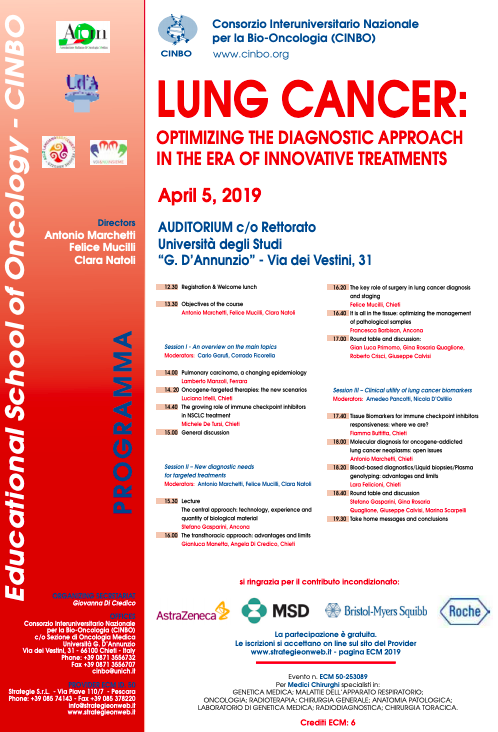 Educational School of Oncology - CINBO
CINBO
Consorzio Interuniversitario Nazionale
per la Bio-Oncologia (CINBO)
www.cinbo.org
LUNG CANCER:
OPTIMIZING THE DIAGNOSTIC APPROACH
IN THE ERA OF INNOVATIVE TREATMENTS
April 5, 2019
AUDITORIUM c/o Rettorato
Università degli Studi
“G. D’Annunzio” - Via dei Vestini, 31
Directors
Antonio Marchetti
Felice Mucilli
Clara Natoli
PROGRAMMA
12.30 Registration & Welcome lunch
13.30 Objectives of the course
Antonio Marchetti, Felice Mucilli, Clara Natoli
Session I - An overview on the main topics
Moderators: Carlo Garufi, Corrado Ficorella
14.00 Pulmonary carcinoma, a changing epidemiology
Lamberto Manzoli, Ferrara
14.20 Oncogene-targeted therapies: the new scenarios
Luciana Irtelli, Chieti
14.40 The growing role of immune checkpoint inhibitors
in NSCLC treatment
Michele De Tursi, Chieti
15.00 General discussion
Session II – New diagnostic needs
for targeted treatments
Moderators: Antonio Marchetti, Felice Mucilli, Clara Natoli
15.30 Lecture
The central approach: technology, experience and
quantity of biological material
Stefano Gasparini, Ancona
16.00 The transthoracic approach: advantages and limits
Gianluca Manetta, Angela Di Credico, Chieti
16.20 The key role of surgery in lung cancer diagnosis
and staging
Felice Mucilli, Chieti
16.40 It is all in the tissue: optimizing the management
of pathological samples
Francesca Barbisan, Ancona
17.00 Round table and discussion:
Gian Luca Primomo, Gina Rosaria Quaglione,
Roberto Crisci, Giuseppe Calvisi
Session III – Clinical utility of lung cancer biomarkers
Moderators: Amedeo Pancotti, Nicola D'Ostilio
17.40 Tissue Biomarkers for immune checkpoint inhibitors
responsiveness: where we are?
Fiamma Buttitta, Chieti
18.00 Molecular diagnosis for oncogene-addicted
lung cancer neoplasms: open issues
Antonio Marchetti, Chieti
18.20 Blood-based diagnostics/Liquid biopsies/Plasma
genotyping: advantages and limits
Lara Felicioni, Chieti
18.40 Round table and discussion
Stefano Gasparini, Gina Rosaria
Quaglione, Giuseppe Calvisi, Marina Scarpelli
19.30 Take home messages and conclusions
Giovanna Di Credico
Consorzio Interuniversitario Nazionale
per la Bio-Oncologia (CINBO)
c/o Sezione di Oncologia Medica
Università G. D'Annunzio
Via dei Vestini, 31 - 66100 Chieti - Italy
Phone: +39 0871 3556732
Fax +39 0871 3556707
cinbo@unich.it
Strategie S.r.l. - Via Piave 110/7 - Pescara
Phone: +39 085 74143 - Fax +39 085 378220
info@strategieonweb.it
www.strategieonweb.it
si ringrazia per il contributo incondizionato:
AstraZeneca
MSD
Bristol-Myers Squibb
Roche
La partecipazione è gratuita.
Le iscrizioni si accettano on line sul sito del Provider
www.strategieonweb.it - pagina ECM 2019
Evento n. ECM 50-253089
Per Medici Chirurghi specialisti in:
GENETICA MEDICA; MALATTIE DELL'APPARATO RESPIRATORIO;
ONCOLOGIA; RADIOTERAPIA; CHIRURGIA GENERALE; ANATOMIA PATOLOGICA;
LABORATORIO DI GENETICA MEDICA; RADIODIAGNOSTICA; CHIRURGIA TORACICA.
Crediti ECM: 6